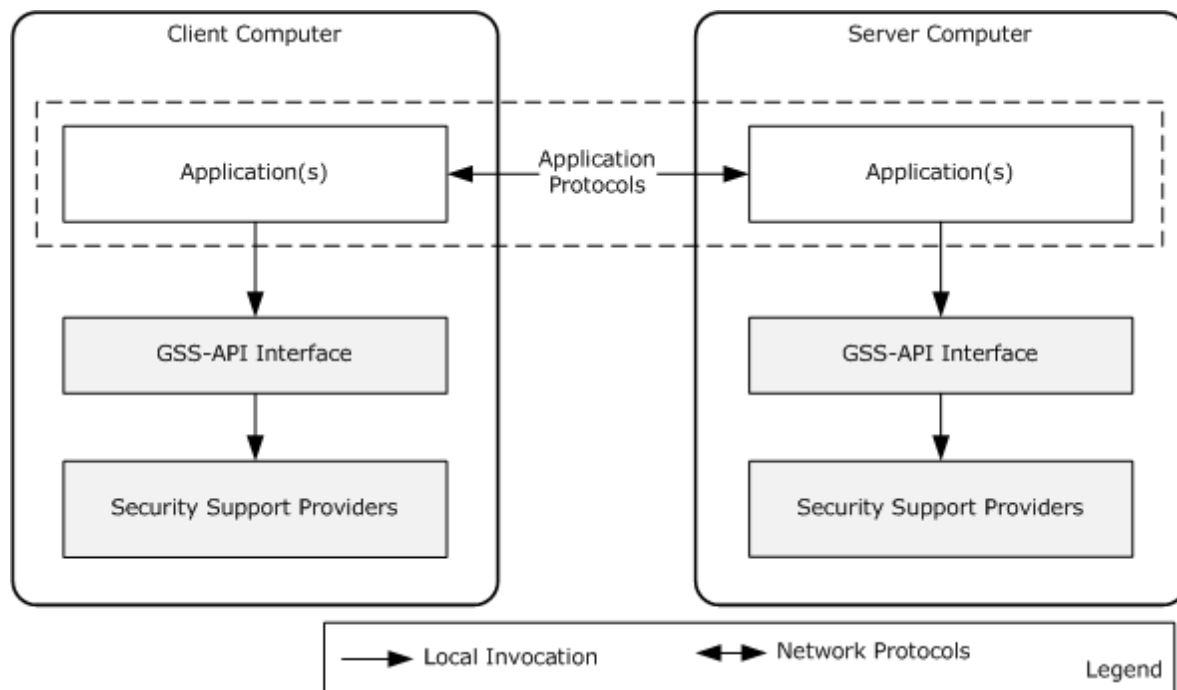 Client Computer
Server Computer
Application(s)
Application
Protocols
Application(s)
GSS-API Interface
GSS-API Interface
Security Support Providers
Security Support Providers
Local Invocation
Network Protocols
Legend